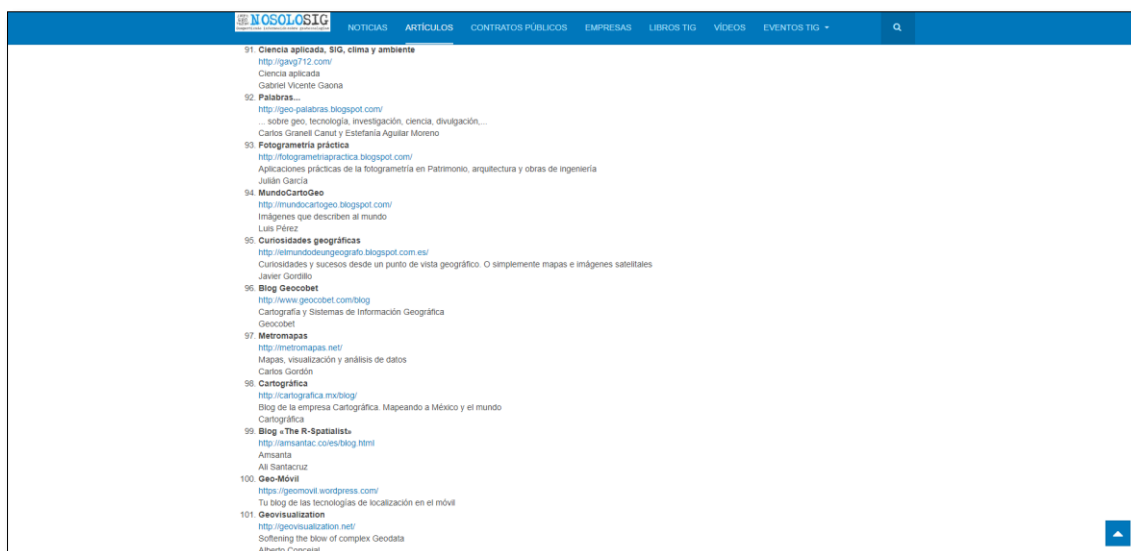 NOSOLOSIG
NOTICIAS ARTÍCULOS CONTRATOS PÚBLICOS EMPRESAS LIBROS TIG VÍDEOS EVENTOS TIG
91. Ciencia aplicada, SIG, clima y ambiente
http://gavg712.com/
Ciencia aplicada
Gabriel Vicente Gaona
92. Palabras...
http://geo-palabras.blogspot.com/
... sobre geo, tecnología, investigación, ciencia, divulgación,...
Carlos Granell Canut y Estefanía Aguilar Moreno
93. Fotogrametría práctica
http://fotogrametriapractica.blogspot.com/
Aplicaciones prácticas de la fotogrametría en Patrimonio, arquitectura y obras de ingeniería
Julián García
94. MundoCartoGeo
http://mundocartogeo.blogspot.com/
Imágenes que describen al mundo
Luis Pérez
95. Curiosidades geográficas
http://elmundodeungeografo.blogspot.com.es/
Curiosidades y sucesos desde un punto de vista geográfico. O simplemente mapas e imágenes satelitales
Javier Gordillo
96. Blog Geocobet
http://www.geocobet.com/blog
Cartografía y Sistemas de Información Geográfica
Geocobet
97. Metromapas
http://metromapas.net/
Mapas, visualización y análisis de datos
Carlos Gordón
98. Cartográfica
http://cartografica.mx/blog/
Blog de la empresa Cartográfica. Mapeando a México y el mundo
Cartográfica
99. Blog «The R-Spatialist»
http://amsantac.co/es/blog.html
Amsanta
Ali Santacruz
100. Geo-Móvil
https://geomovil.wordpress.com/
Tu blog de las tecnologías de localización en el móvil
101. Geovisualization
http://geovisualization.net/
Softening the blow of complex Geodata
Alberto Concejal